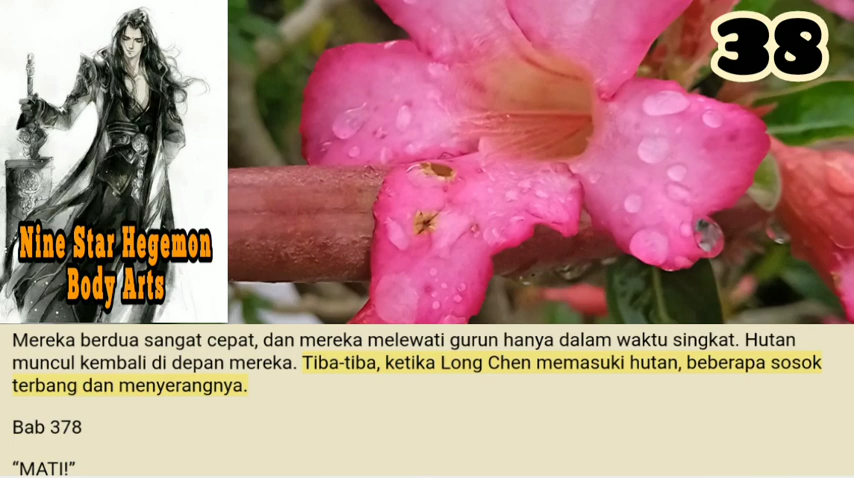 38
Nine Star Hegemon
Body Arts
Mereka berdua sangat cepat, dan mereka melewati gurun hanya dalam waktu singkat. Hutan
muncul kembali di depan mereka. Tiba-tiba, ketika Long Chen memasuki hutan, beberapa sosok
terbang dan menyerangnya.
Bab 378
“MATI!”